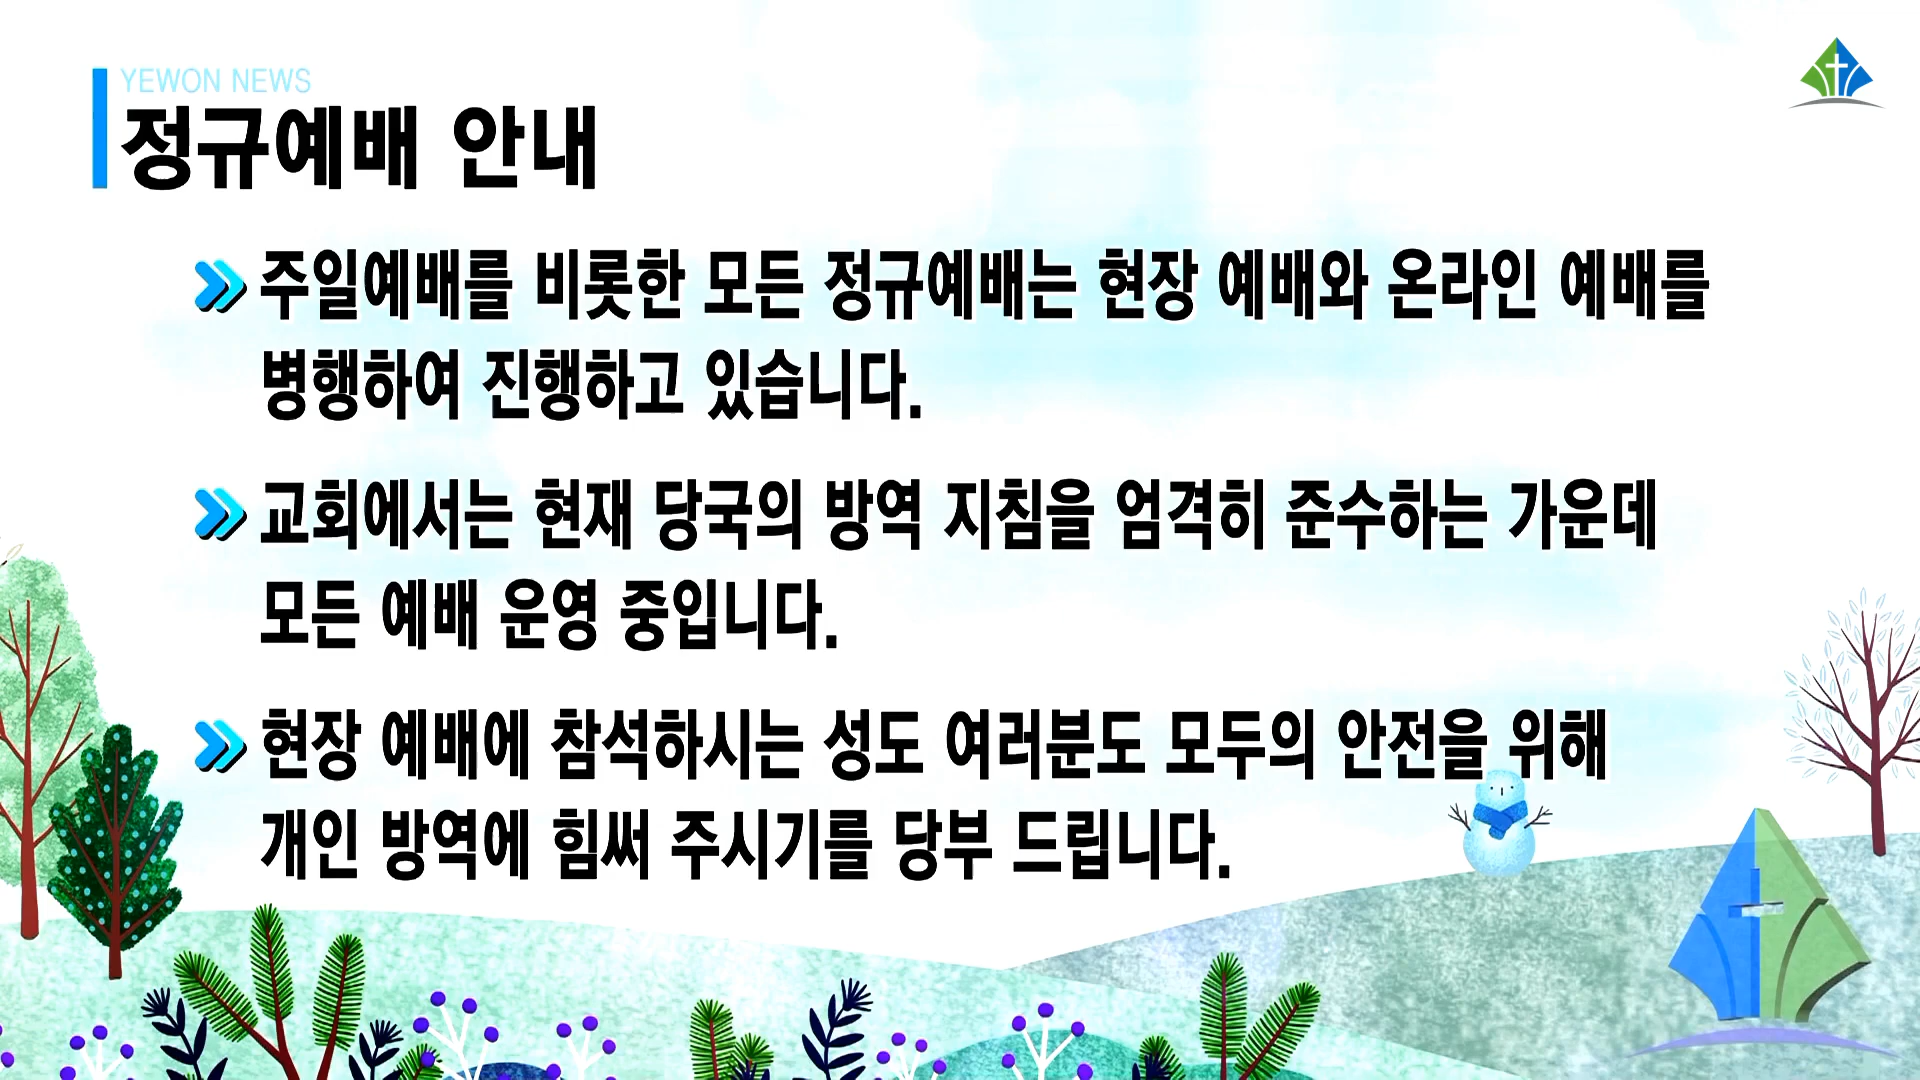 YEWON NEWS
정규예배 안내
주일예배를 비롯한 모든 정규예배는 현장 예배와 온라인 예배를
병행하여 진행하고 있습니다.
교회에서는 현재 당국의 방역 지침을 엄격히 준수하는 가운데
모든 예배 운영 중입니다.
현장 예배에 참석하시는 성도 여러분도 모두의 안전을 위해
개인 방역에 힘써 주시기를 당부 드립니다.